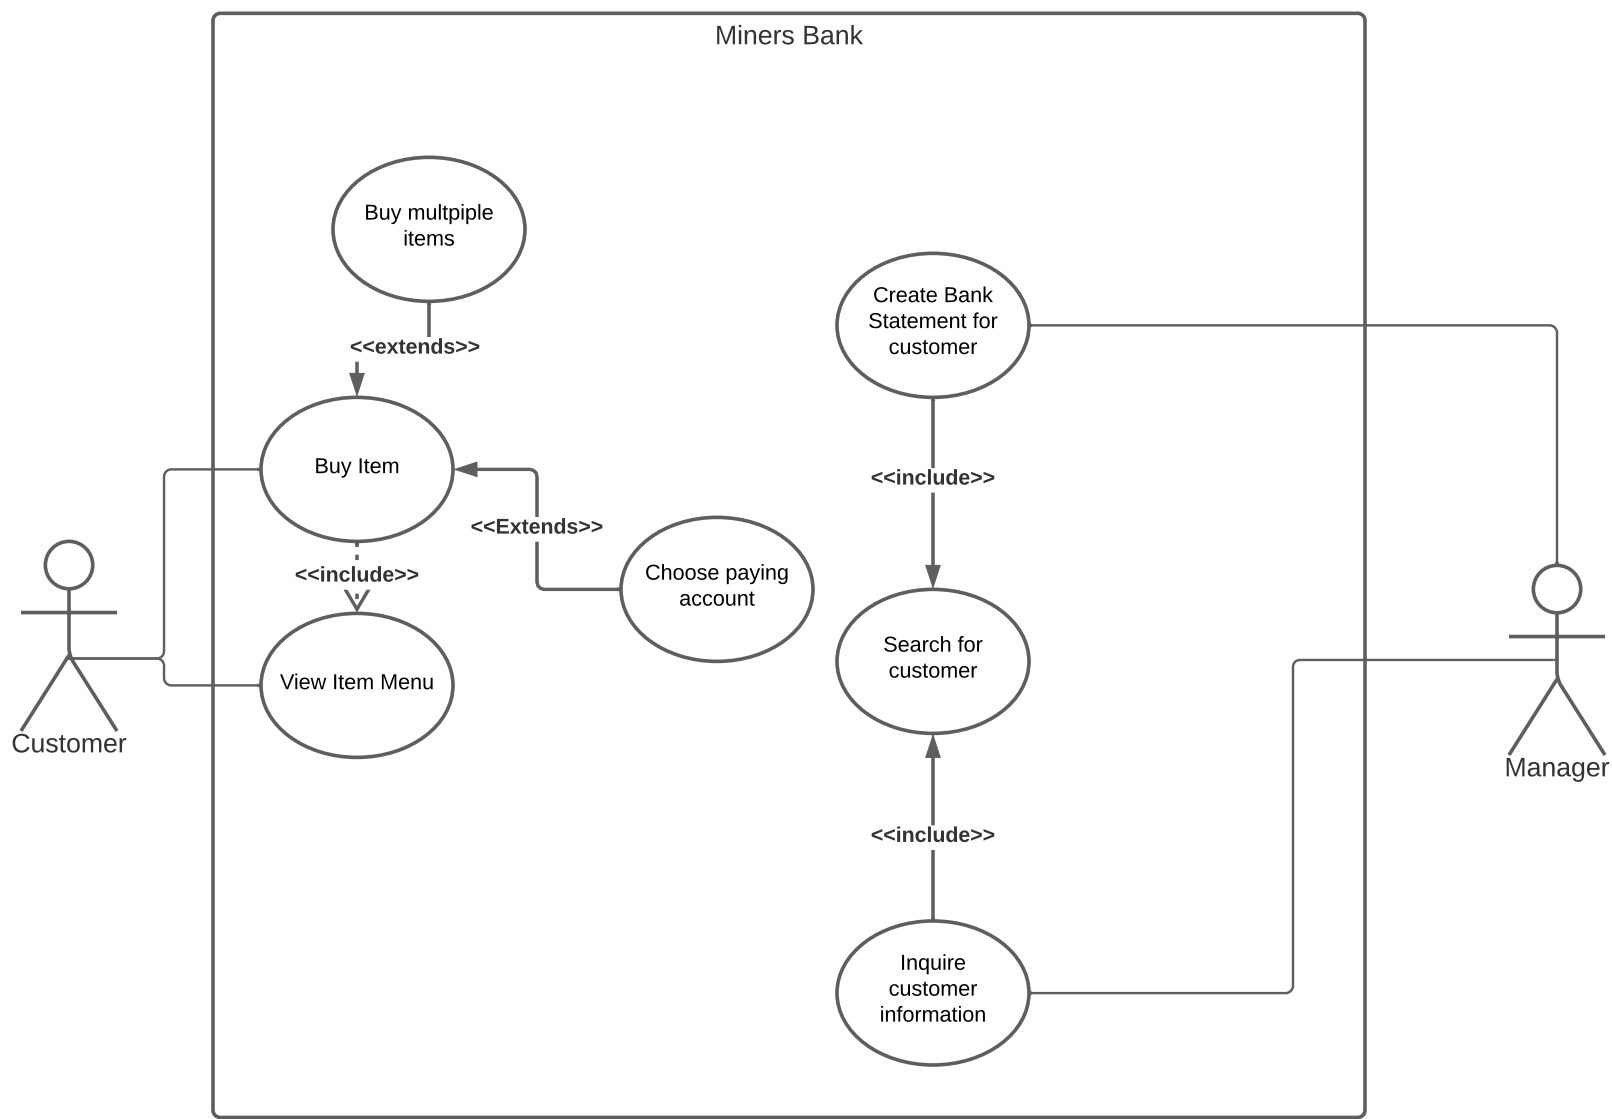 Miners Bank
Buy multpiple
items
<<extends>>
Buy Item
<<include>>
View Item Menu
<<Extends>>
Choose paying
account
Customer
Create Bank
Statement for
customer
<<include>>
Search for
customer
<<include>>
Inquire
customer
information
Manager